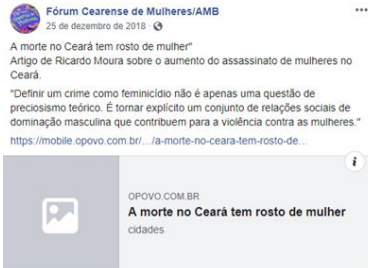 Fórum Cearense de Mulheres/AMB
25 de dezembro de 2018 ·
A morte no Ceará tem rosto de mulher"
Artigo de Ricardo Moura sobre o aumento do assassinato de mulheres no
Ceará.
"Definir um crime como feminicídio não é apenas uma questão de
preciosismo teórico. É tornar explícito um conjunto de relações sociais de
dominação masculina que contribuem para a violência contra as mulheres."
https://mobile.opovo.com.br/.../a-morte-no-ceara-tem-rosto-de...
i
OPOVO.COM.BR
A morte no Ceará tem rosto de mulher
cidades